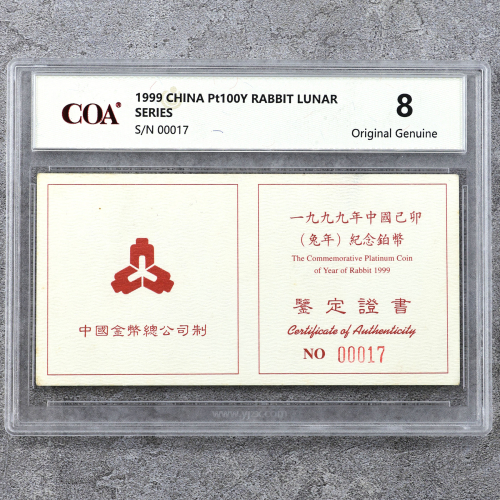 COA®
1999 CHINA Pt100Y RABBIT LUNAR
SERIES
S/N 00017
8
Original Genuine
中國金幣總公司制
一九九九年中國己卯
（兔年）紀念鉑幣
The Commemorative Platinum Coin
of Year of Rabbit 1999
鑒定證書
Certificate of Authenticity
NO 00017